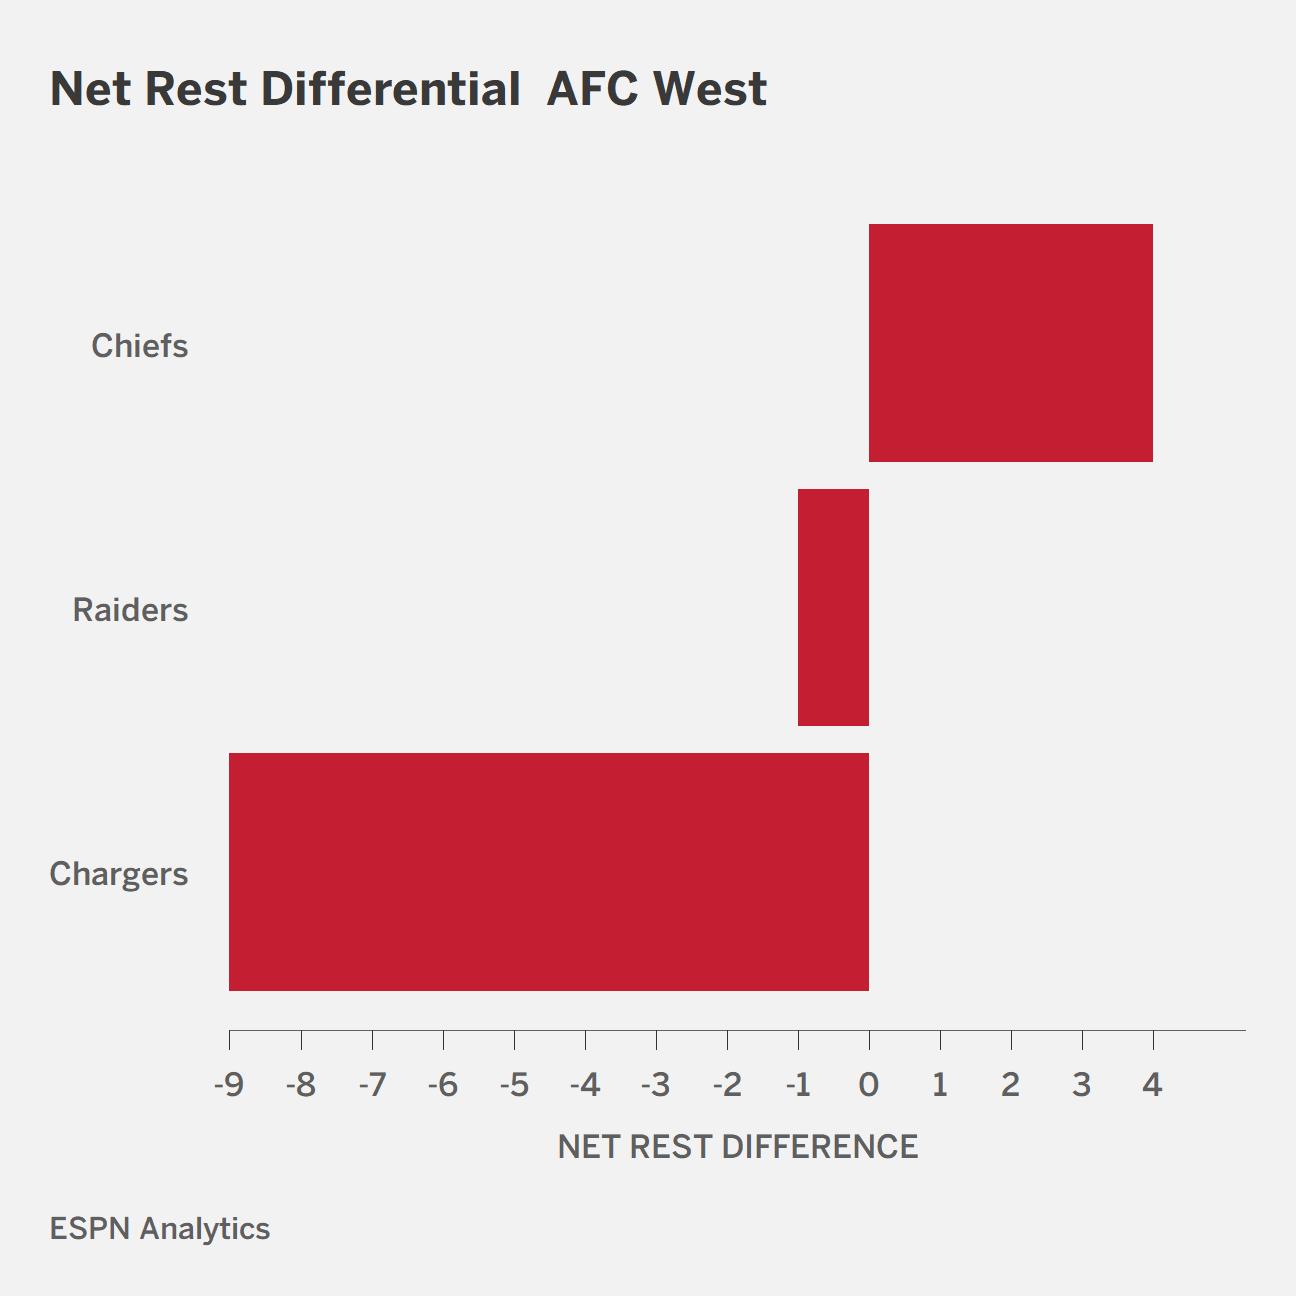 Net Rest Differential  AFC West
Chiefs
Raiders
Chargers
-9 -8 -7 -6 -5 -4 -3 -2 -1 0 1 2 3 4
NET REST DIFFERENCE
ESPN Analytics